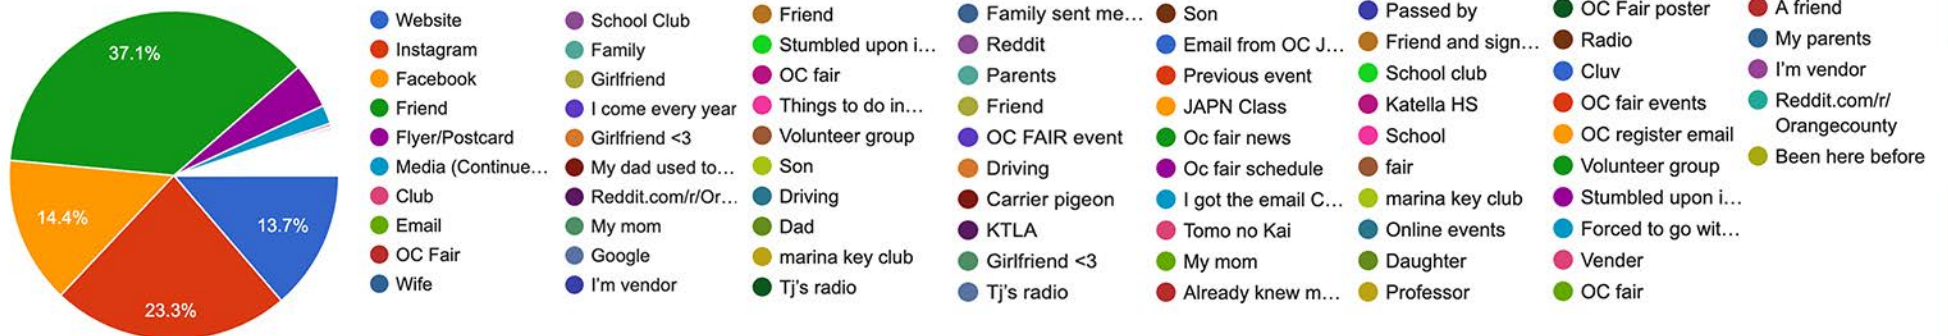 37.1%
14.4%
13.7%
23.3%
Website
Instagram
Facebook
Friend
Flyer/Postcard
Media (Continue...
Club
Email
OC Fair
Wife
School Club
Family
Girlfriend
I come every year
Girlfriend <3
My dad used to...
Reddit.com/r/Or...
My mom
Google
I'm vendor
Friend
Stumbled upon i...
OC fair
Things to do in...
Volunteer group
Son
Driving
Dad
marina key club
Tj's radio
Family sent me...
Reddit
Parents
Friend
OC FAIR event
Driving
Carrier pigeon
KTLA
Girlfriend <3
Tj's radio
Son
Email from OC J...
Previous event
JAPN Class
Oc fair news
Oc fair schedule
I got the email C...
Tomo no Kai
My mom
Already knew m...
Passed by
Friend and sign...
School club
Katella HS
School
fair
marina key club
Online events
Daughter
Professor
OC Fair poster
Radio
Cluv
OC fair events
OC register email
Volunteer group
Stumbled upon i...
Forced to go wit...
Vender
OC fair
A friend
My parents
I'm vendor
Reddit.com/r/
Orangecounty
Been here before